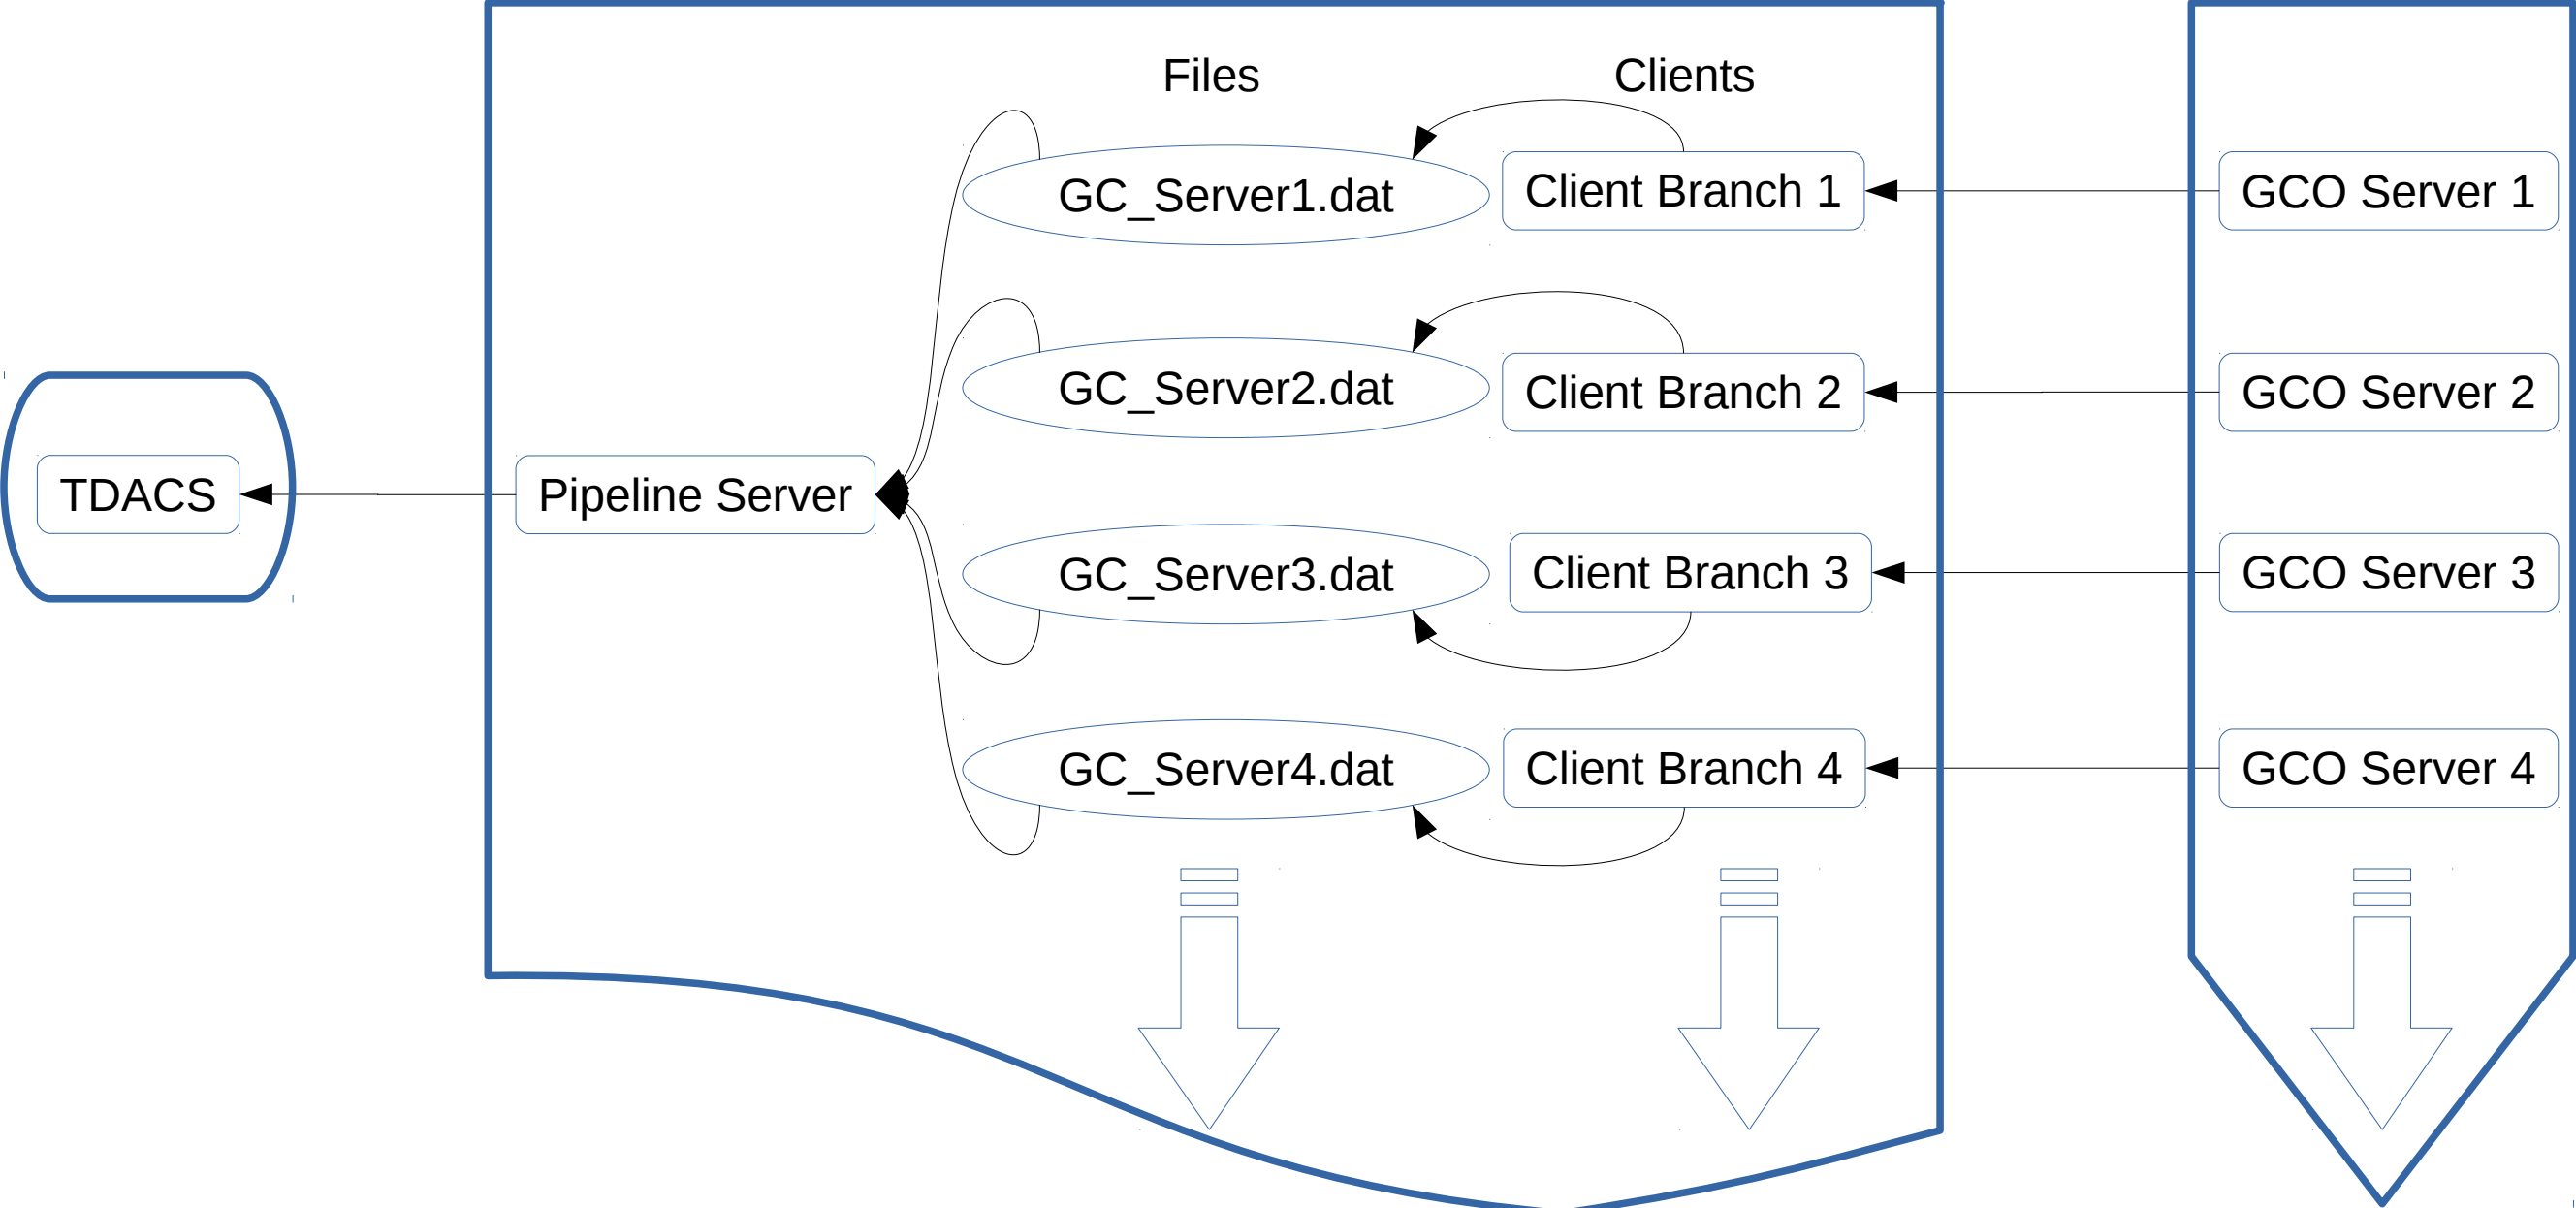 Files
Clients
GC_Server1.dat
Client Branch 1
GCO Server 1
GC_Server2.dat
Client Branch 2
GCO Server 2
TDACS
Pipeline Server
GC_Server3.dat
Client Branch 3
GCO Server 3
GC_Server4.dat
Client Branch 4
GCO Server 4